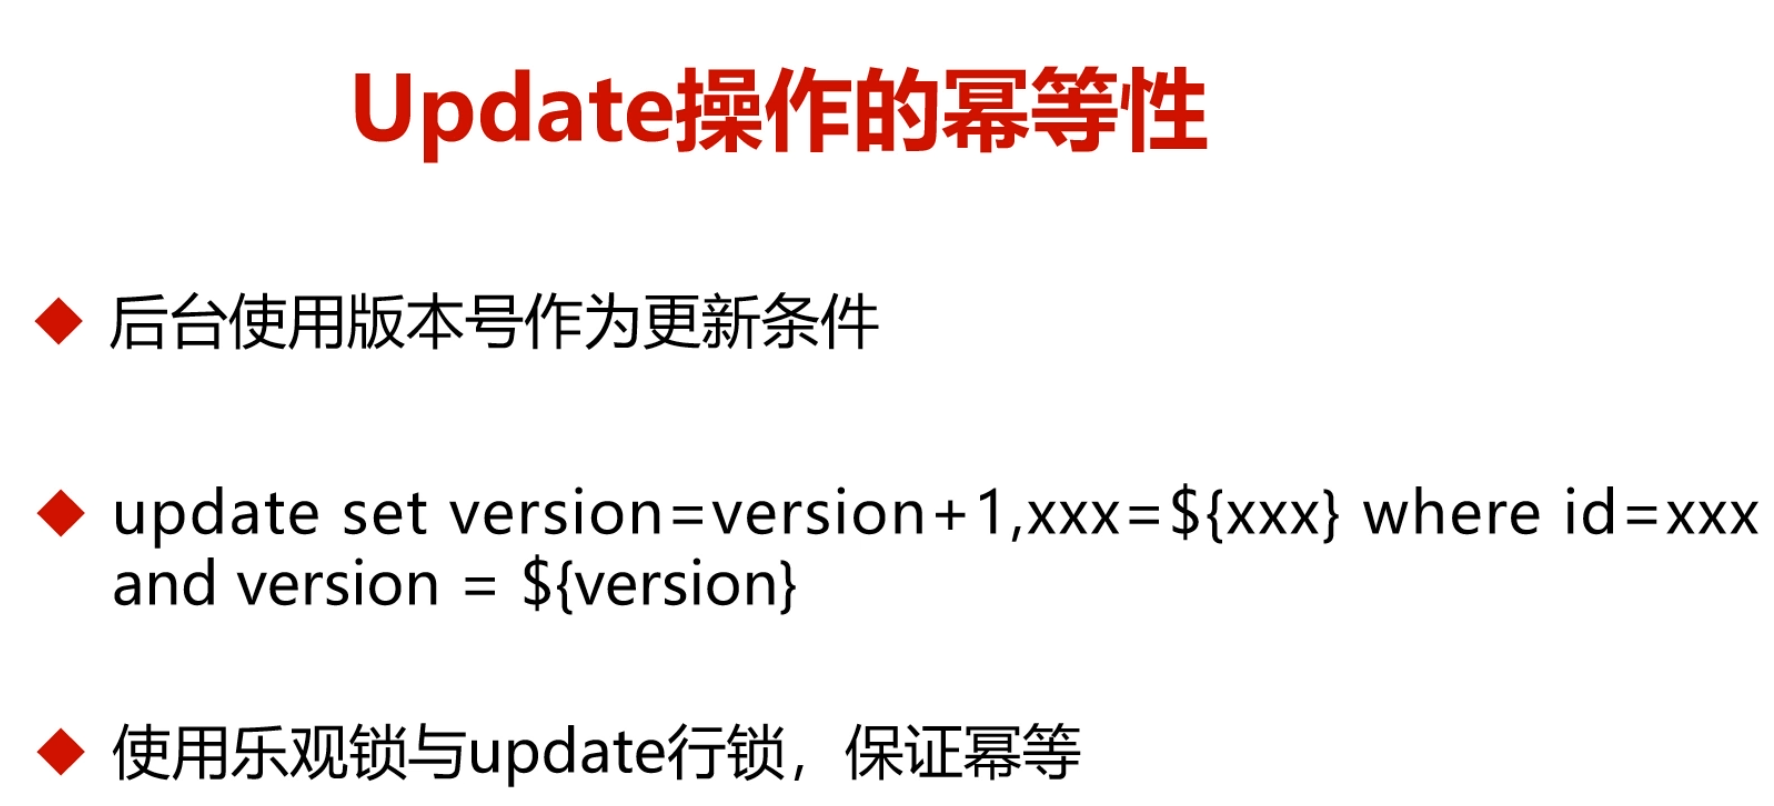 Update操作的幂等性
后台使用版本号作为更新条件
update set version=version+1,xxx=${xxx} where id=xxx
and version = ${version}
使用乐观锁与update行锁，保证幂等